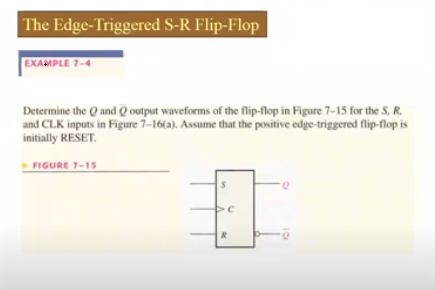 The Edge-Triggered S-R Flip-Flop
EXAMPLE 7–4
Determine the Q and Q̅ output waveforms of the flip-flop in Figure 7–15 for the S, R,
and CLK inputs in Figure 7–16(a). Assume that the positive edge-triggered flip-flop is
initially RESET.
FIGURE 7–15
S Q
C
R Q̅